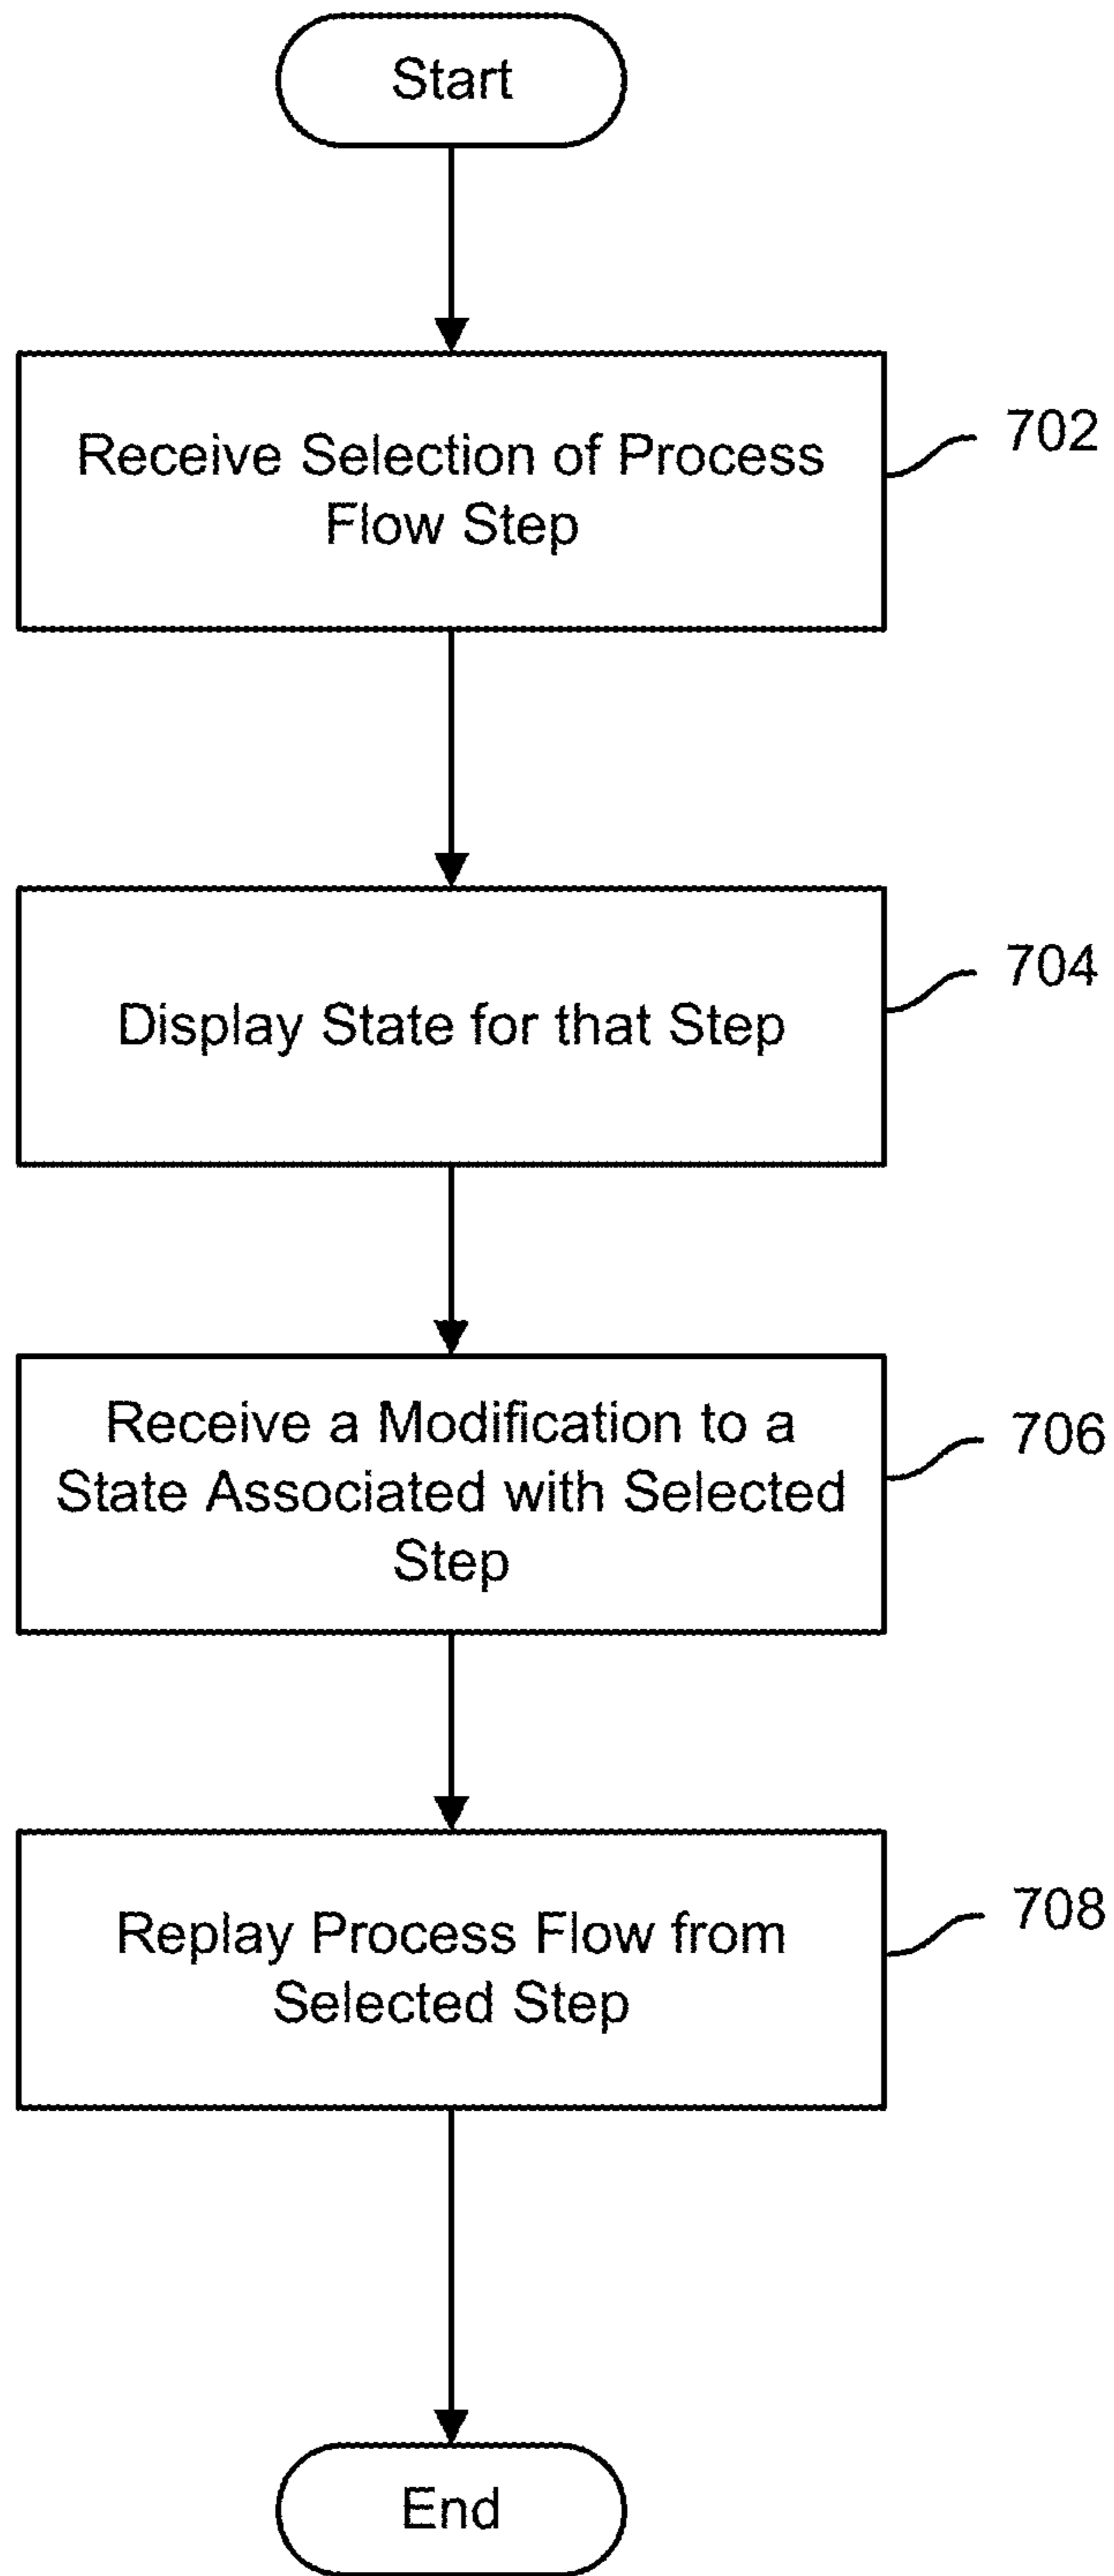 Start
Receive Selection of Process
Flow Step
702
Display State for that Step
704
Receive a Modification to a
State Associated with Selected
Step
706
Replay Process Flow from
Selected Step
708
End